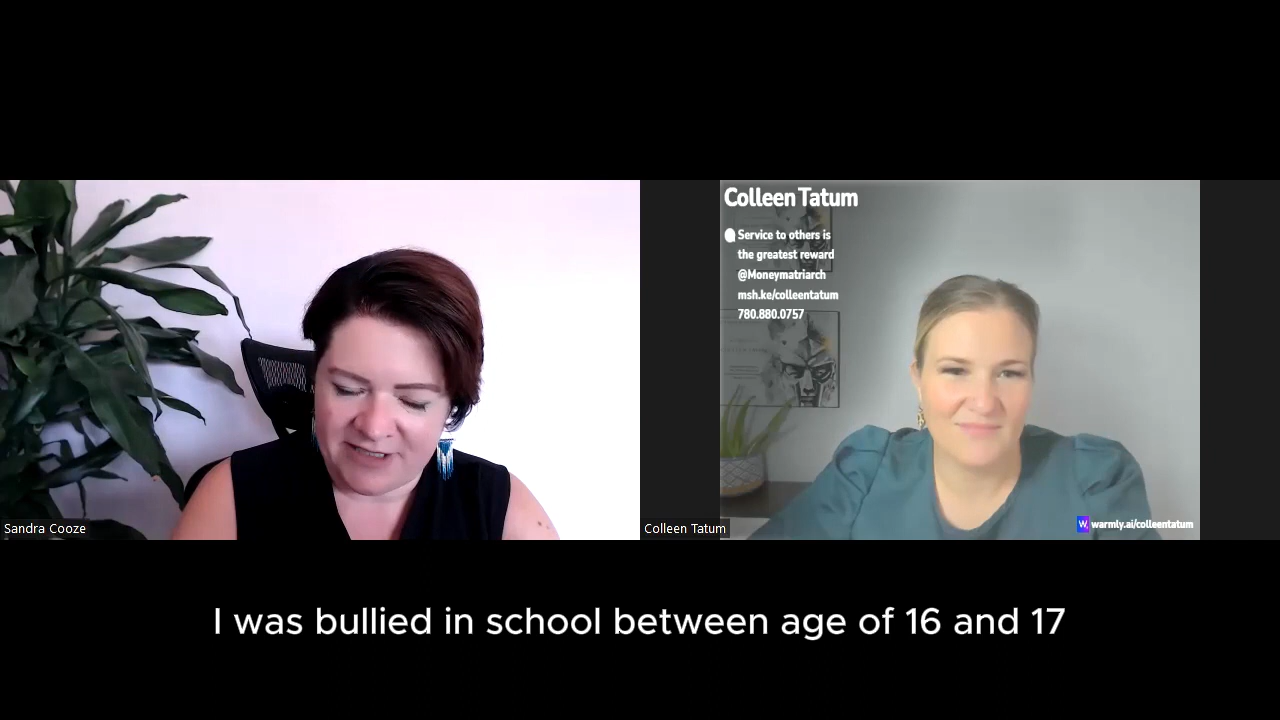 Colleen Tatum
Service to others is
the greatest reward
@Moneymatriarch
msh.ke/colleentatum
780.880.0757
Sandra Cooze
Colleen Tatum
W warmly.ai/colleentatum
I was bullied in school between age of 16 and 17